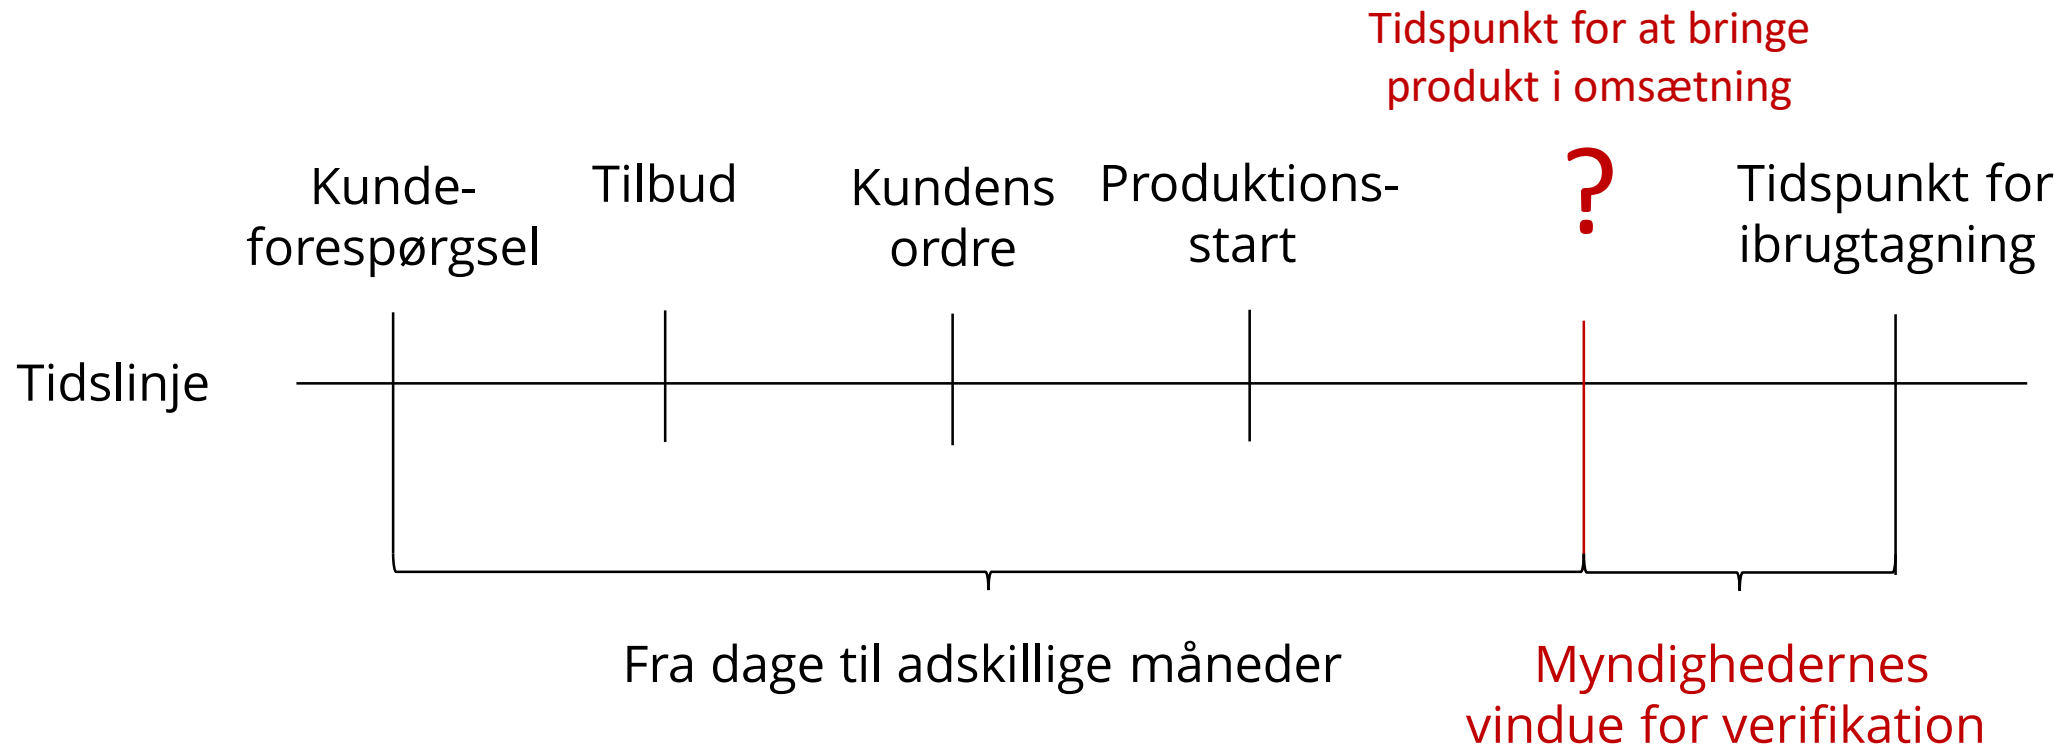 Tidspunkt for at bringe
produkt i omsætning
?
Kunde-
forespørgsel
Tilbud
Kundens
ordre
Produktions-
start
Tidspunkt for
ibrugtagning
Tidslinje
Fra dage til adskillige måneder
Myndighedernes
vindue for verifikation